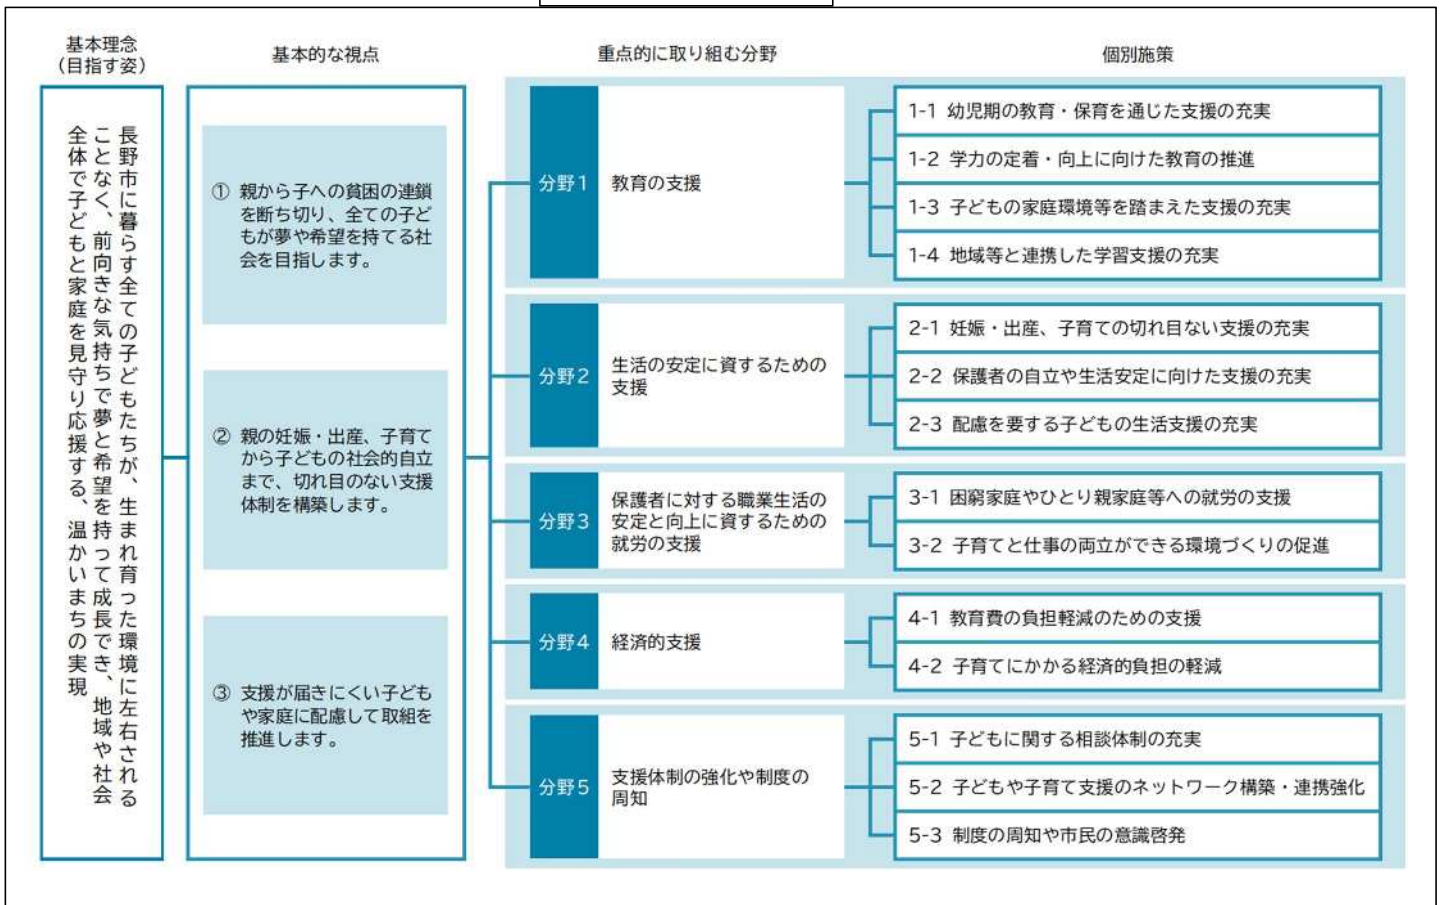 基本理念
(目指す姿)
基本的な視点
重点的に取り組む分野
個別施策
長野市に暮らす全ての子どもたちが、生まれ育った環境に左右される
ことなく、前向きな気持ちで夢と希望を持って成長でき、地域や社会
全体で子どもと家庭を見守り応援する、温かいまちの実現
① 親から子への貧困の連鎖
を断ち切り、全ての子ど
もが夢や希望を持てる社
会を目指します。
② 親の妊娠・出産、子育て
から子どもの社会的自立
まで、切れ目のない支援
体制を構築します。
③ 支援が届きにくい子ども
や家庭に配慮して取組を
推進します。
分野1
教育の支援
1-1 幼児期の教育・保育を通じた支援の充実
1-2 学力の定着・向上に向けた教育の推進
1-3 子どもの家庭環境等を踏まえた支援の充実
1-4 地域等と連携した学習支援の充実
分野2
生活の安定に資するための
支援
2-1 妊娠・出産、子育ての切れ目ない支援の充実
2-2 保護者の自立や生活安定に向けた支援の充実
2-3 配慮を要する子どもの生活支援の充実
分野3
保護者に対する職業生活の
安定と向上に資するための
就労の支援
3-1 困窮家庭やひとり親家庭等への就労の支援
3-2 子育てと仕事の両立ができる環境づくりの促進
分野4
経済的支援
4-1 教育費の負担軽減のための支援
4-2 子育てにかかる経済的負担の軽減
分野5
支援体制の強化や制度の
周知
5-1 子どもに関する相談体制の充実
5-2 子どもや子育て支援のネットワーク構築・連携強化
5-3 制度の周知や市民の意識啓発